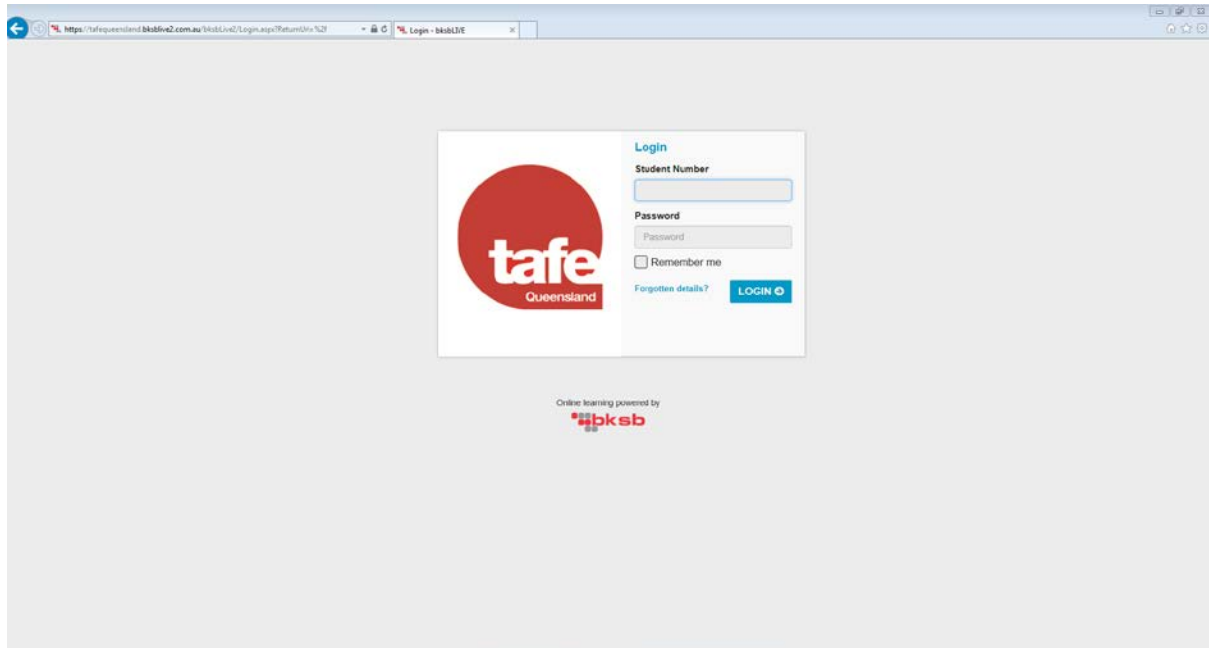 https://tafequeensland.bksblive2.com.au/bksbLive2/Login.aspx?ReturnUrl=%2f
Login - bksbLIVE
Login
Student Number
Password
Password
Remember me
Forgotten details?
LOGIN
tafe
Queensland
Online learning powered by
bksb